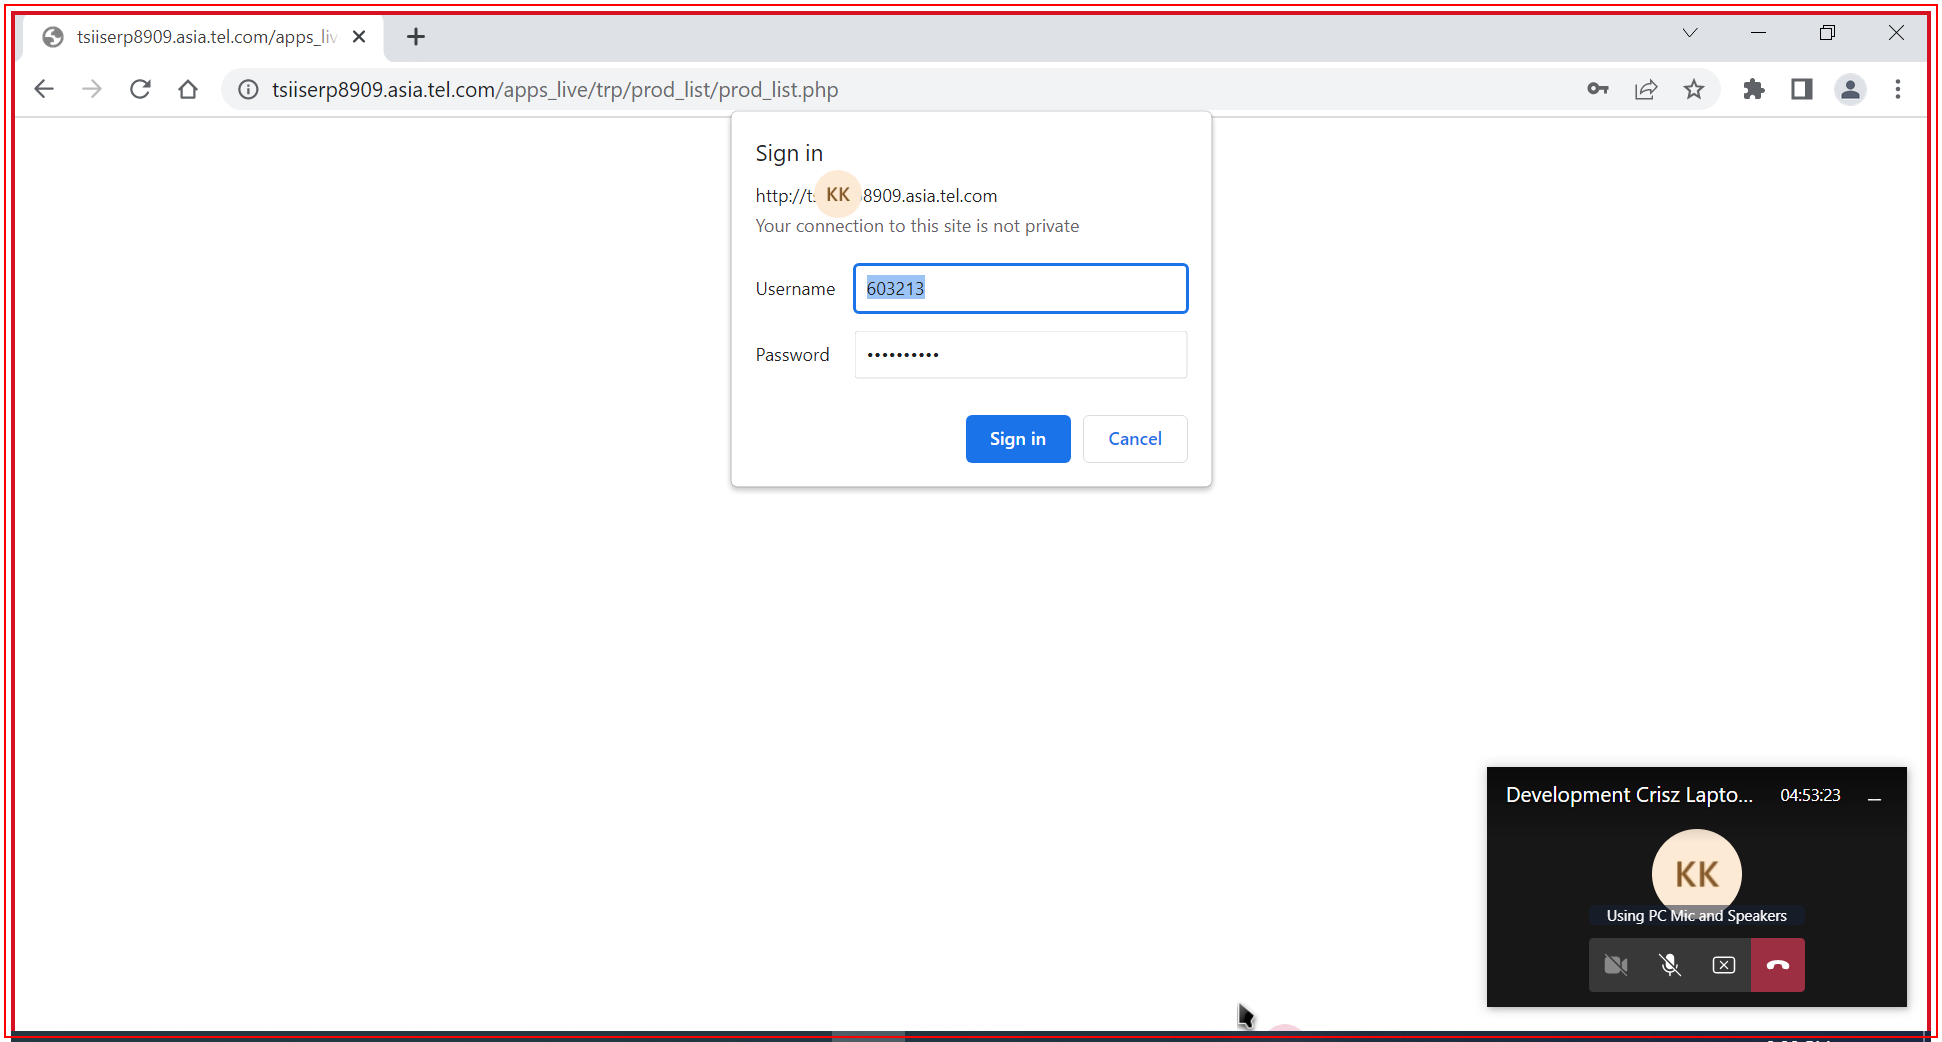 tsiiserp8909.asia.tel.com/apps_liv
tsiiserp8909.asia.tel.com/apps_live/trp/prod_list/prod_list.php
Sign in
http://ts KK 8909.asia.tel.com
Your connection to this site is not private
Username 603213
Password ••••••••••
Sign in Cancel
Development Crisz Lapto... 04:53:23
KK
Using PC Mic and Speakers